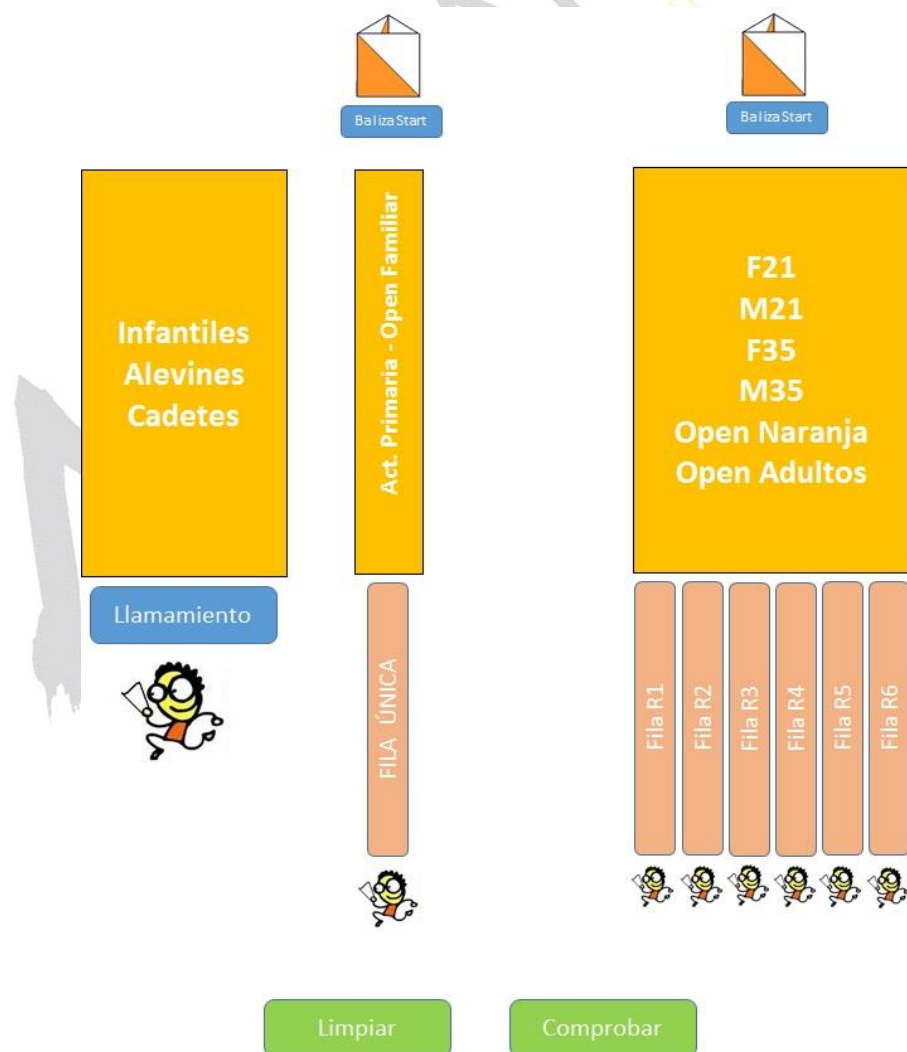 Baliza Start
Baliza Start
Infantiles
Alevines
Cadetes
Act. Primaria - Open Familiar
F21
M21
F35
M35
Open Naranja
Open Adultos
Llamamiento
FILA ÚNICA
Fila R1
Fila R2
Fila R3
Fila R4
Fila R5
Fila R6
Limpiar
Comprobar